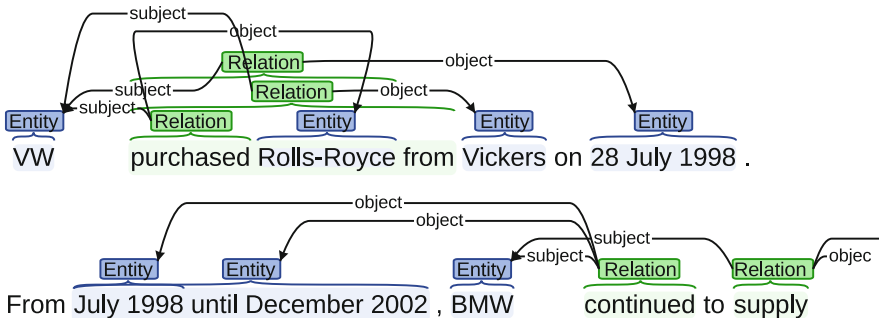 subject
object
Relation
object
subject
Relation
object
subject
Entity Relation Entity Entity Entity
VW purchased Rolls-Royce from Vickers on 28 July 1998 .
object
object
subject
subject objec
Entity Entity Entity Relation Relation
From July 1998 until December 2002 , BMW continued to supply